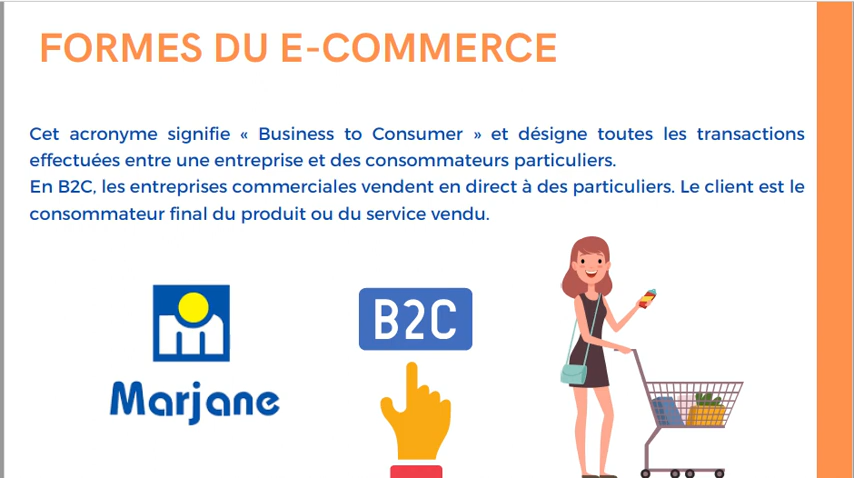 FORMES DU E-COMMERCE
Cet acronyme signifie « Business to Consumer » et désigne toutes les transactions
effectuées entre une entreprise et des consommateurs particuliers.
En B2C, les entreprises commerciales vendent en direct à des particuliers. Le client est le
consommateur final du produit ou du service vendu.
m
Marjane
B2C